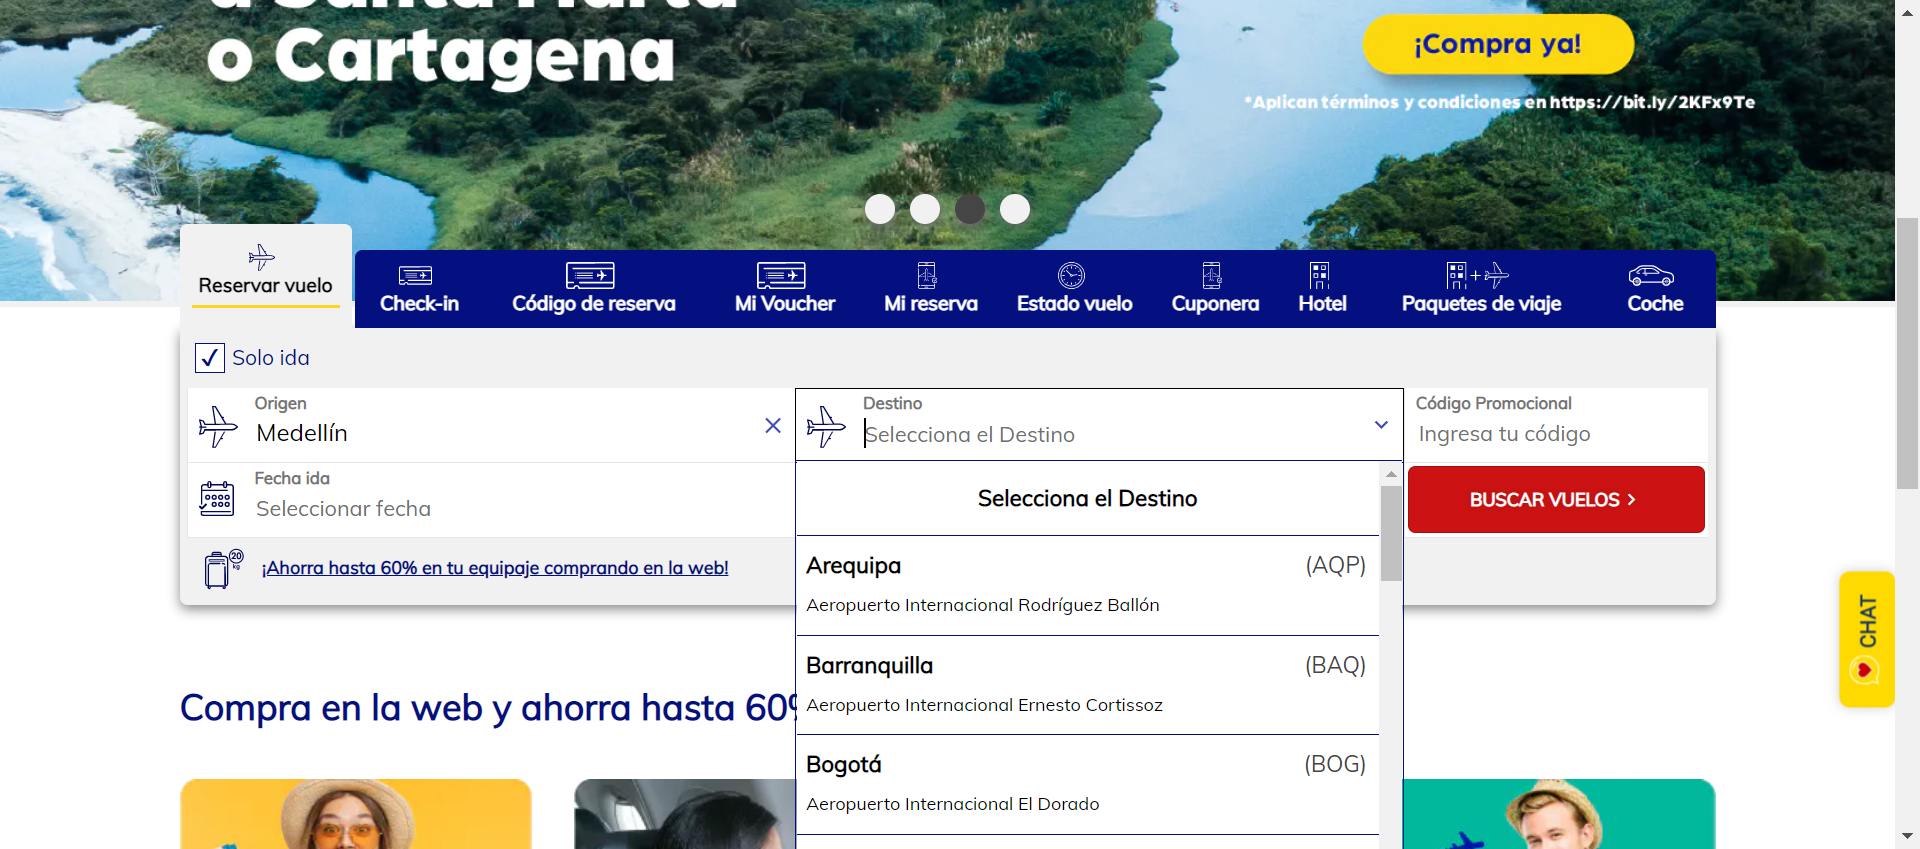 a Santa Marta
o Cartagena
¡Compra ya!
*Aplican términos y condiciones en https://bit.ly/2KFx9Te
Reservar vuelo
Check-in
Código de reserva
Mi Voucher
Mi reserva
Estado vuelo
Cuponera
Hotel
Paquetes de viaje
Coche
Solo ida
Origen
Medellín
Destino
Selecciona el Destino
Código Promocional
Ingresa tu código
Fecha ida
Seleccionar fecha
BUSCAR VUELOS
20 kg
¡Ahorra hasta 60% en tu equipaje comprando en la web!
Selecciona el Destino
Arequipa (AQP)
Aeropuerto Internacional Rodríguez Ballón
Barranquilla (BAQ)
Aeropuerto Internacional Ernesto Cortissoz
Bogotá (BOG)
Aeropuerto Internacional El Dorado
CHAT
Compra en la web y ahorra hasta 60%